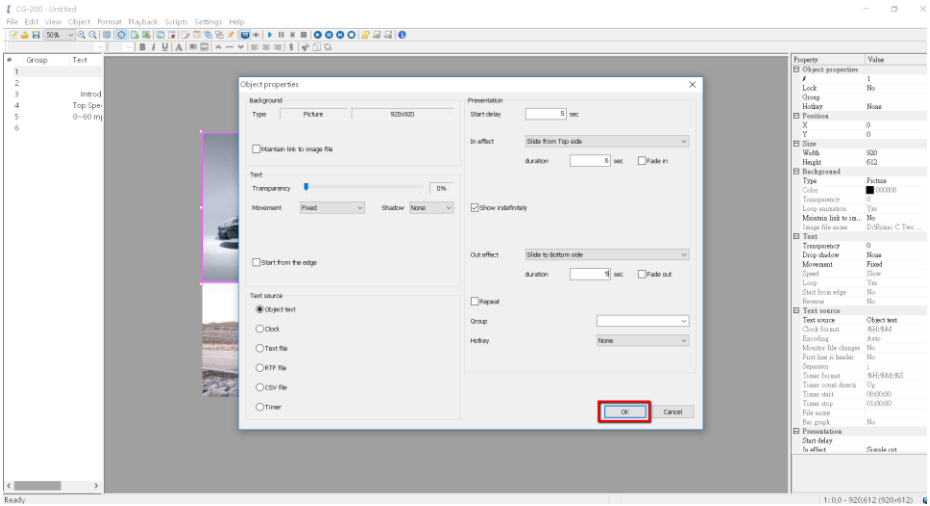 CG-200 - Untitled
File Edit View Object Format Playback Scripts Settings Help
50%
B I U A
# Group Text
1
2
3 Introd
4 Top Spe
5 0~60 m
6
Object properties
Background
Type Picture 920x920
Maintain link to image file
Text
Transparency 0%
Movement Fixed Shadow None
Start from the edge
Text source
Object text
Clock
Text file
RTF file
CSV file
Timer
Presentation
Start delay 5 sec
In effect Slide from Top side
duration 6 sec Fade in
Show indefinitely
Out effect Slide to Bottom side
duration 5 sec Fade out
Repeat
Group
Hotkey None
OK Cancel
Property Value
Object properties
# 1
Lock No
Group
Hotkey None
Position
X 0
Y 0
Size
Width 920
Height 612
Background
Type Picture
Color 000000
Transparency 0
Loop animation Yes
Maintain link to im... No
Image file name D:\Rimac C Two ...
Text
Transparency 0
Drop shadow None
Movement Fixed
Speed Slow
Loop Yes
Start from edge No
Reverse No
Text source
Text source Object text
Clock format %H:%M
Encoding Auto
Monitor file changes No
First line is header No
Separator ;
Timer format %H:%M:%S
Timer count directi Up
Timer start 00:00:00
Timer stop 01:00:00
File name
Bar graph No
Presentation
Start delay
In effect Simple cut
Ready
1: 0,0 - 920,612 (920x612)